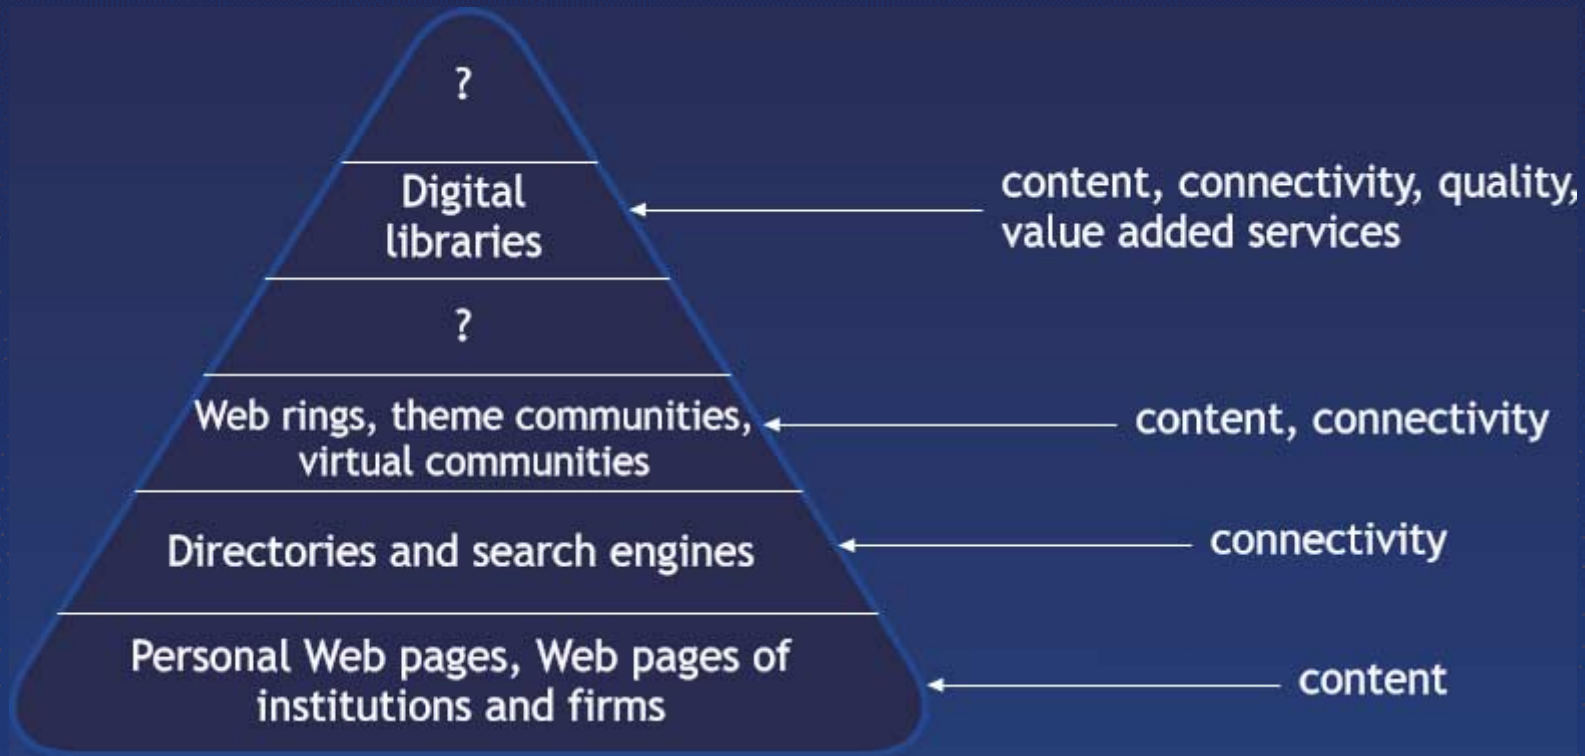 ?
Digital
libraries
content, connectivity, quality,
value added services
?
Web rings, theme communities,
virtual communities
content, connectivity
Directories and search engines
connectivity
Personal Web pages, Web pages of
institutions and firms
content